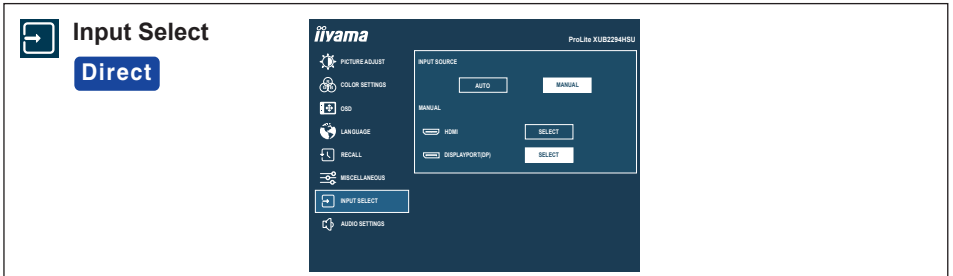 Input Select
Direct
iiyama
ProLite XUB2294HSU
PICTURE ADJUST
COLOR SETTINGS
OSD
LANGUAGE
RECALL
MISCELLANEOUS
INPUT SELECT
AUDIO SETTINGS
INPUT SOURCE
AUTO MANUAL
MANUAL
HDMI SELECT
DISPLAYPORT(DP) SELECT